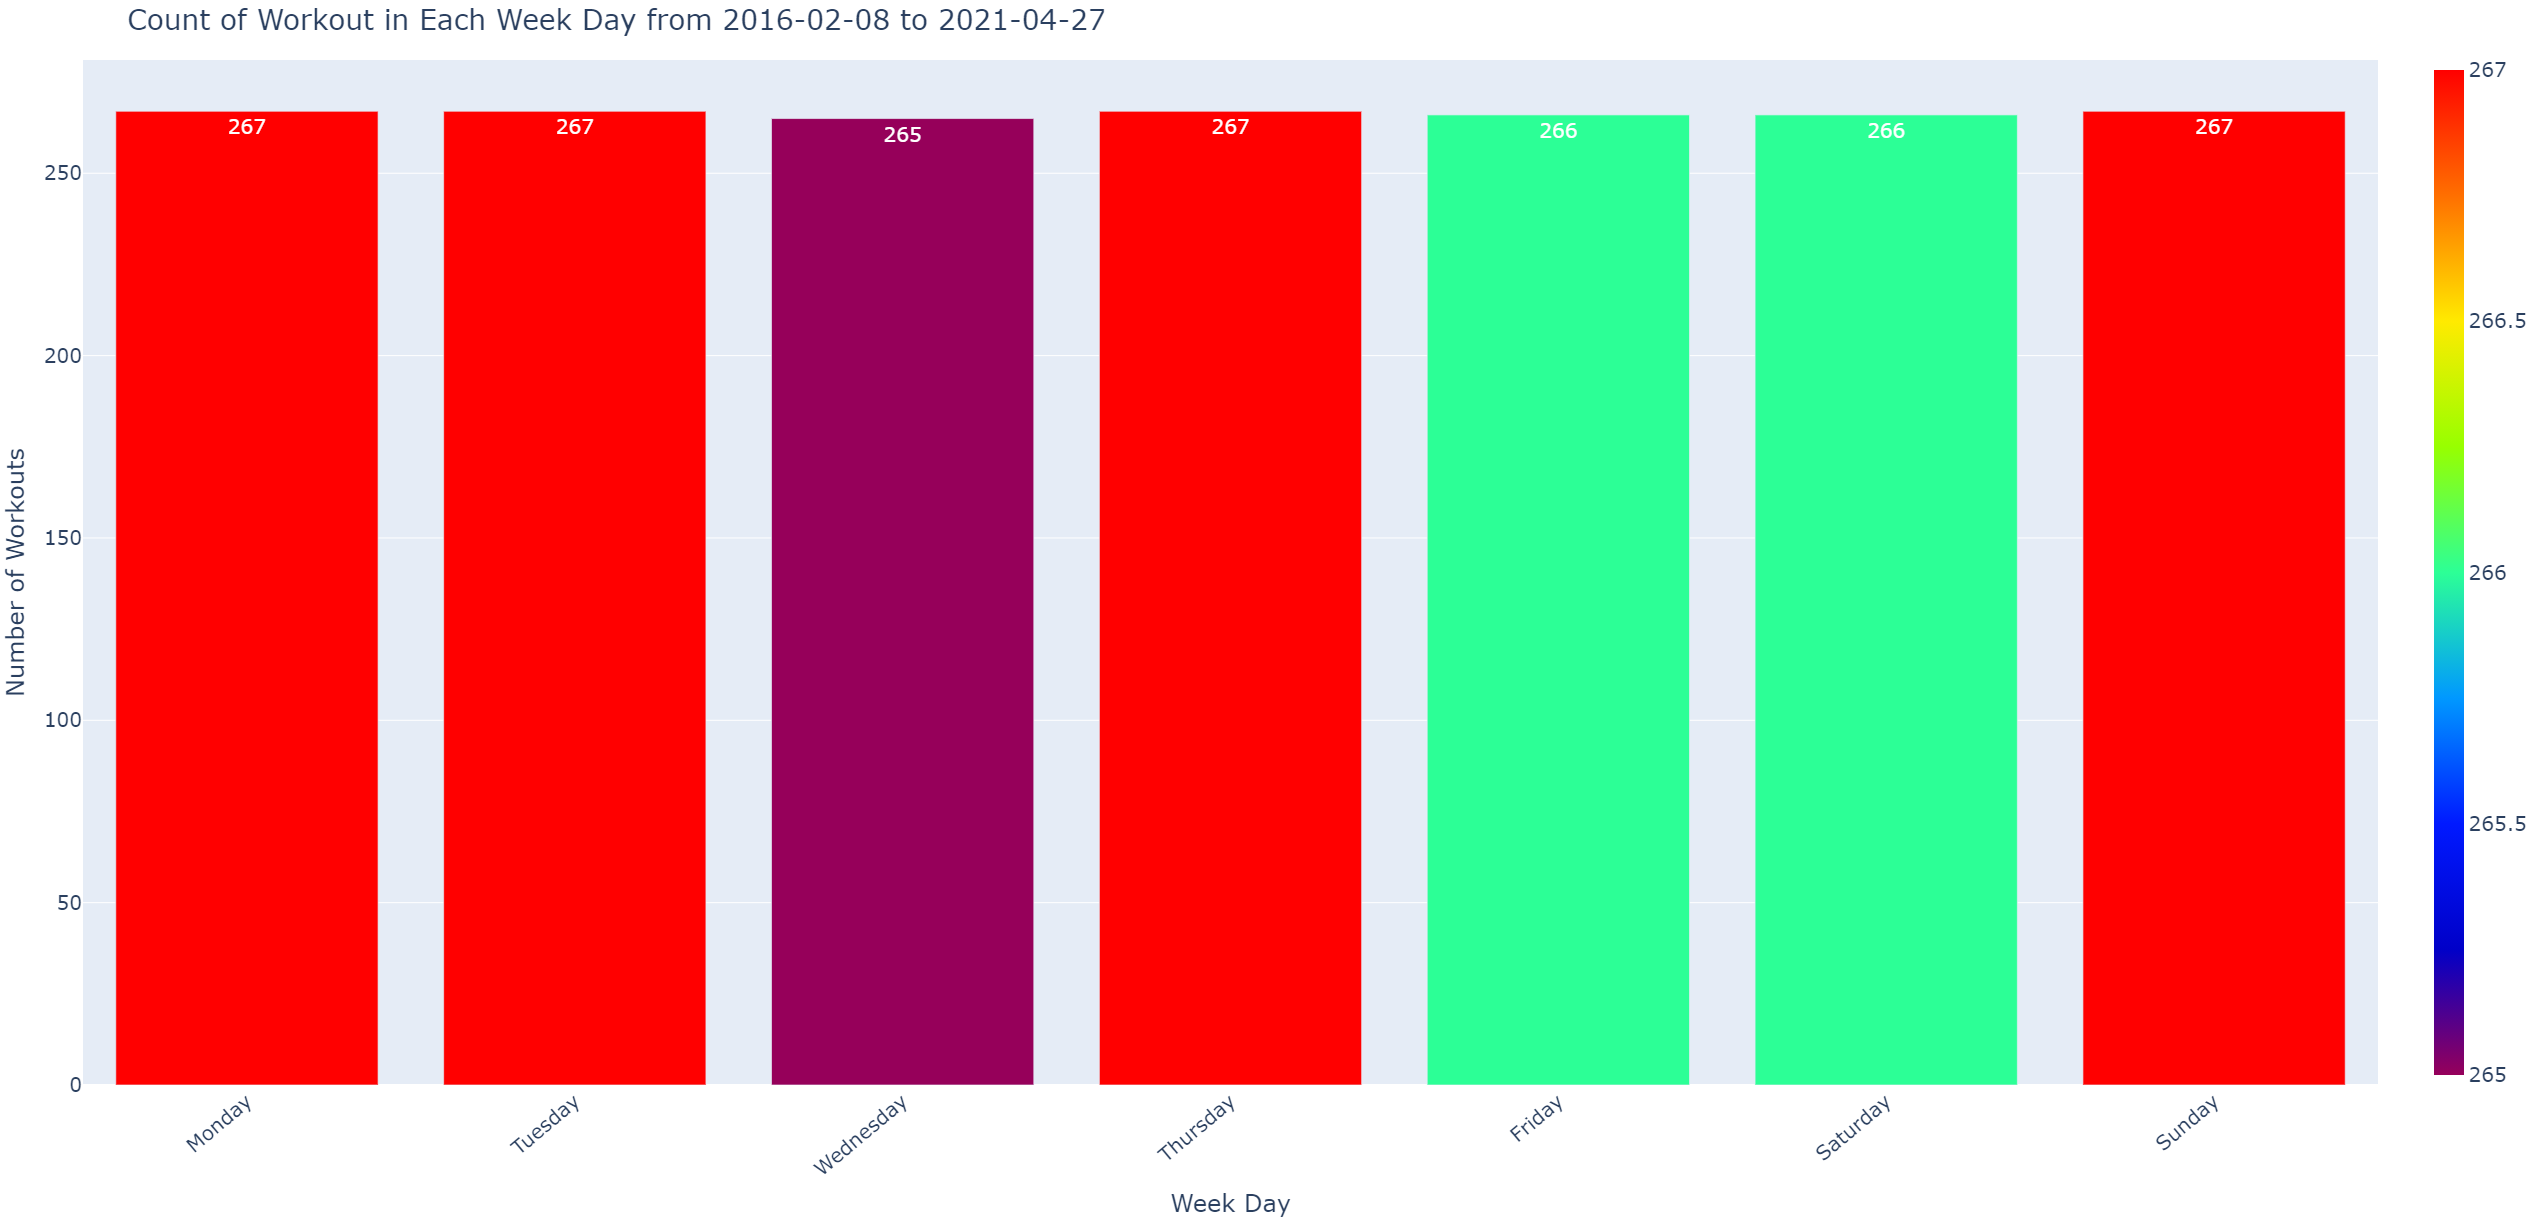 Count of Workout in Each Week Day from 2016-02-08 to 2021-04-27
Number of Workouts
250
200
150
100
50
0
267
267
265
267
266
266
267
Monday
Tuesday
Wednesday
Thursday
Friday
Saturday
Sunday
Week Day
267
266.5
266
265.5
265